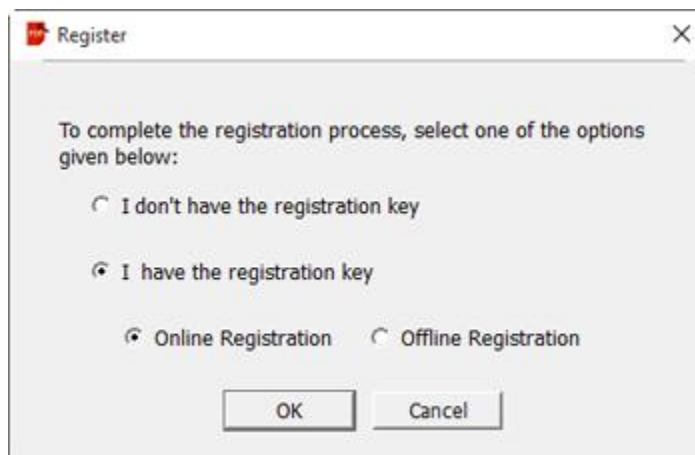 Register
To complete the registration process, select one of the options
given below:
I don't have the registration key
I have the registration key
Online Registration Offline Registration
OK Cancel